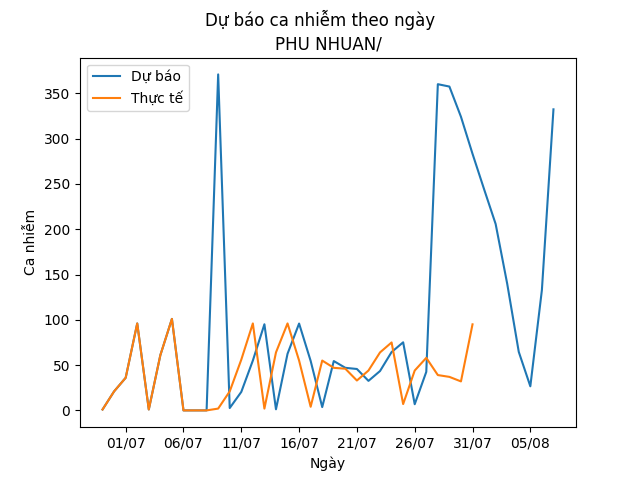 Dự báo ca nhiễm theo ngày
PHU NHUAN/
Dự báo
Thực tế
Ca nhiễm
350
300
250
200
150
100
50
0
01/07 06/07 11/07 16/07 21/07 26/07 31/07 05/08
Ngày